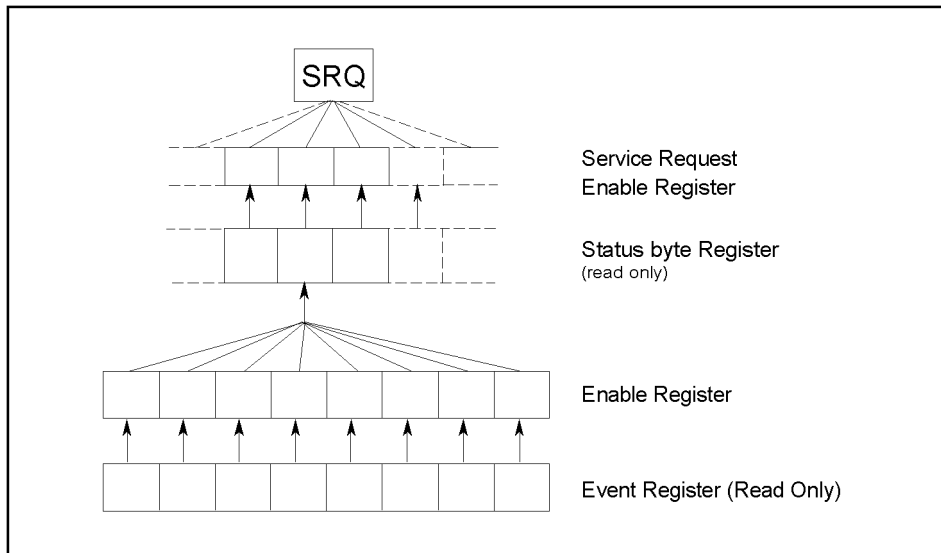 SRQ
Service Request
Enable Register
Status byte Register
(read only)
Enable Register
Event Register (Read Only)